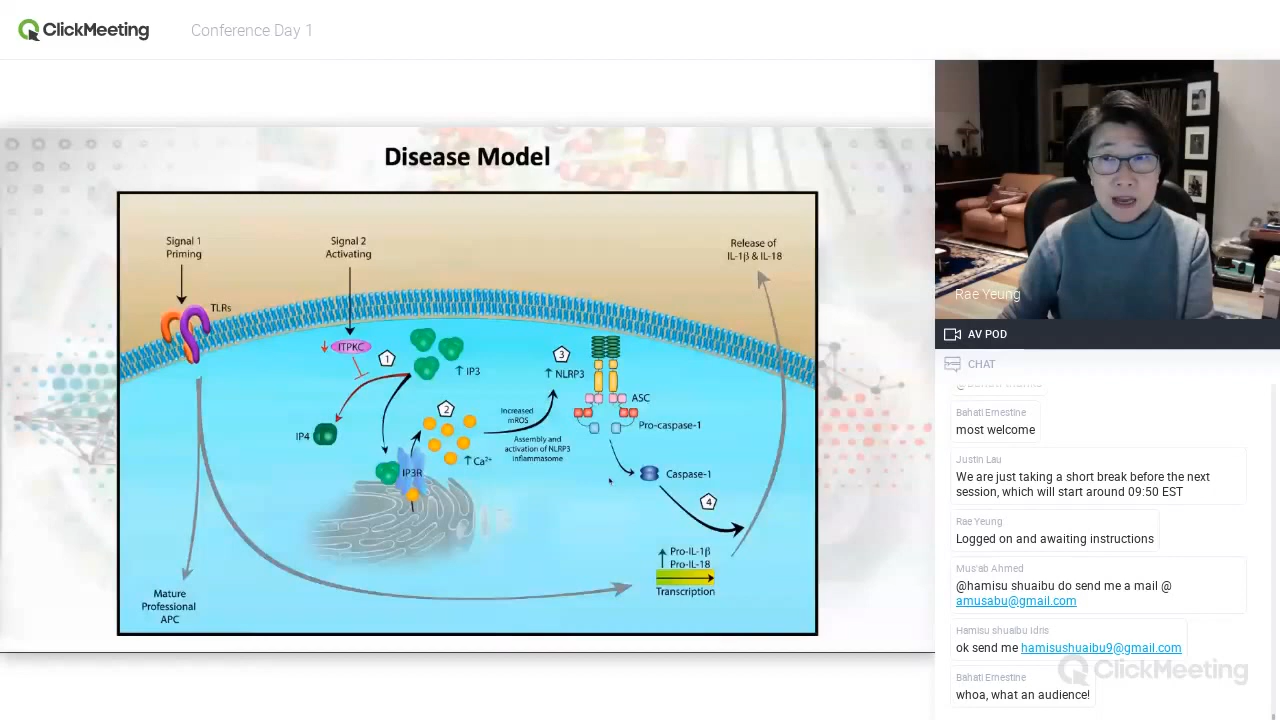 ClickMeeting
Conference Day 1
Disease Model
Signal 1
Priming
Signal 2
Activating
Release of
IL-1β & IL-18
TLRs
ITPKC
1
↑ IP3
3
↑ NLRP3
ASC
Pro-caspase-1
IP4
2
↑ Ca2+
Increased
mROS
Assembly and
activation of NLRP3
inflammasome
IP3R
Caspase-1
4
Pro-IL-1β
Pro-IL-18
Transcription
Mature
Professional
APC
Rae Yeung
AV POD
CHAT
Bahati Ernestine
most welcome
Justin Lau
We are just taking a short break before the next
session, which will start around 09:50 EST
Rae Yeung
Logged on and awaiting instructions
Mus'ab Ahmed
@hamisu shuaibu do send me a mail @
amusabu@gmail.com
Hamisu shuaibu Idris
ok send me hamisushuaibu9@gmail.com
Bahati Ernestine
whoa, what an audience!
ClickMeeting